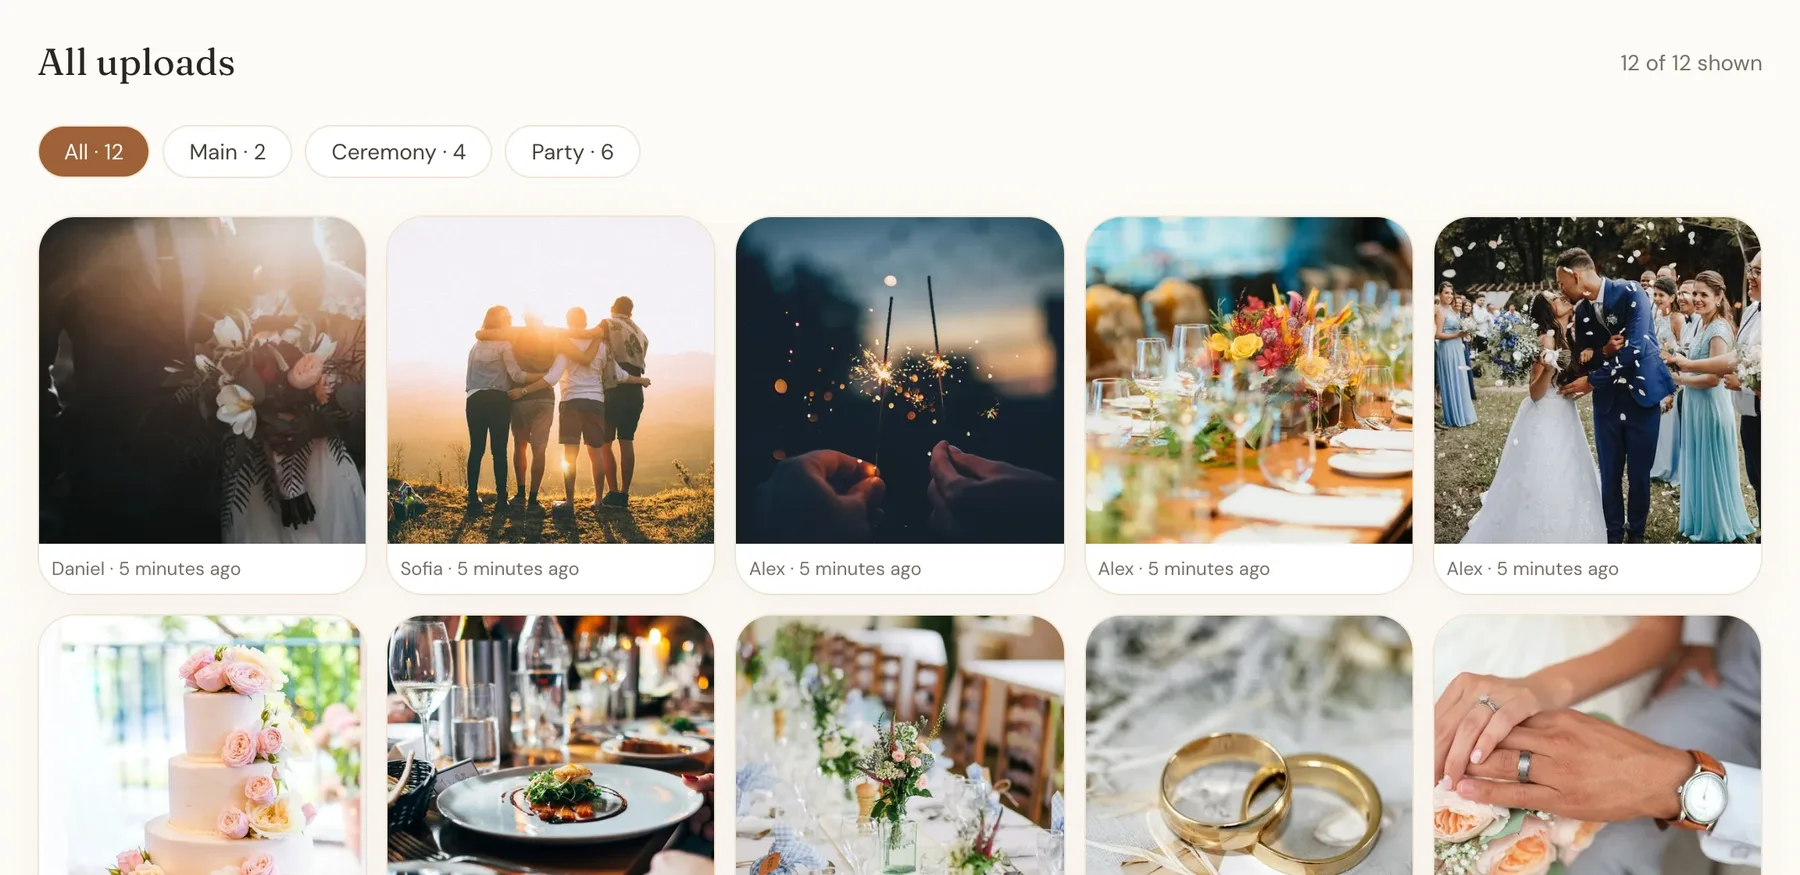 All uploads
12 of 12 shown
All · 12
Main · 2
Ceremony · 4
Party · 6
Daniel · 5 minutes ago
Sofia · 5 minutes ago
Alex · 5 minutes ago
Alex · 5 minutes ago
Alex · 5 minutes ago